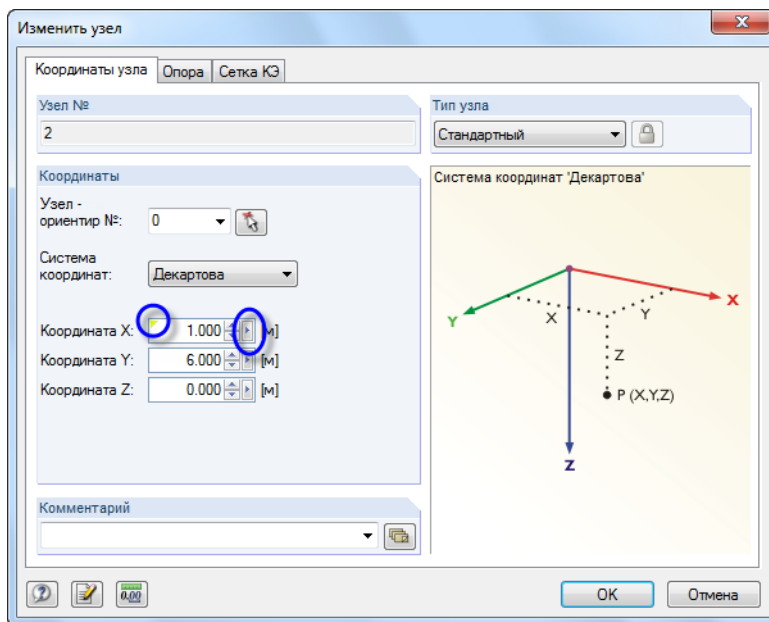 Изменить узел
Координаты узла Опора Сетка КЭ
Узел №
2
Тип узла
Стандартный
Координаты
Узел -
ориентир №: 0
Система
координат: Декартова
Координата X: 1.000 [м]
Координата Y: 6.000 [м]
Координата Z: 0.000 [м]
Система координат 'Декартова'
X
Y
X
Y
Z
P (X,Y,Z)
Z
Комментарий
0,00
OK Отмена